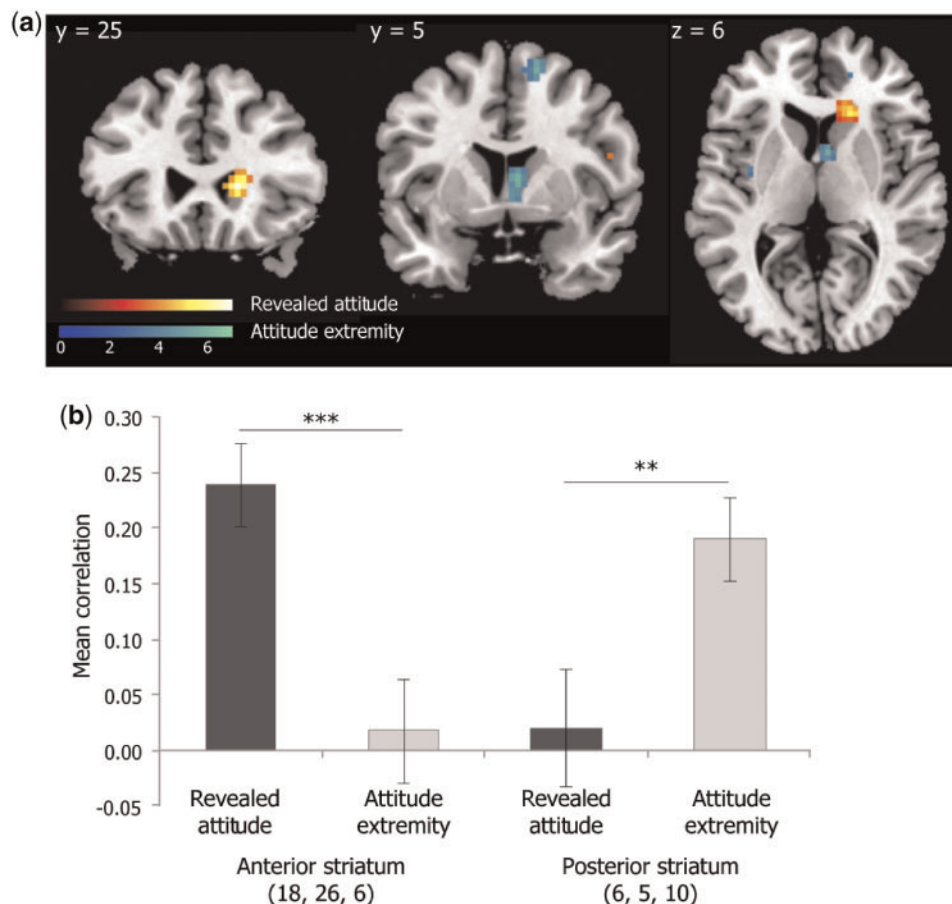 (a)
y = 25
y = 5
z = 6
Revealed attitude
Attitude extremity
0 2 4 6
(b)
Mean correlation
0.30
0.25
0.20
0.15
0.10
0.05
0.00
-0.05
***
**
Revealed attitude
Attitude extremity
Revealed attitude
Attitude extremity
Anterior striatum
(18, 26, 6)
Posterior striatum
(6, 5, 10)